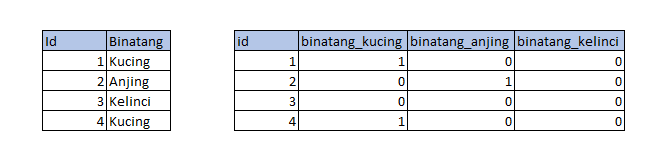 Id Binatang
1 Kucing
2 Anjing
3 Kelinci
4 Kucing
id binatang_kucing binatang_anjing binatang_kelinci
1 1 0 0
2 0 1 0
3 0 0 0
4 1 0 0